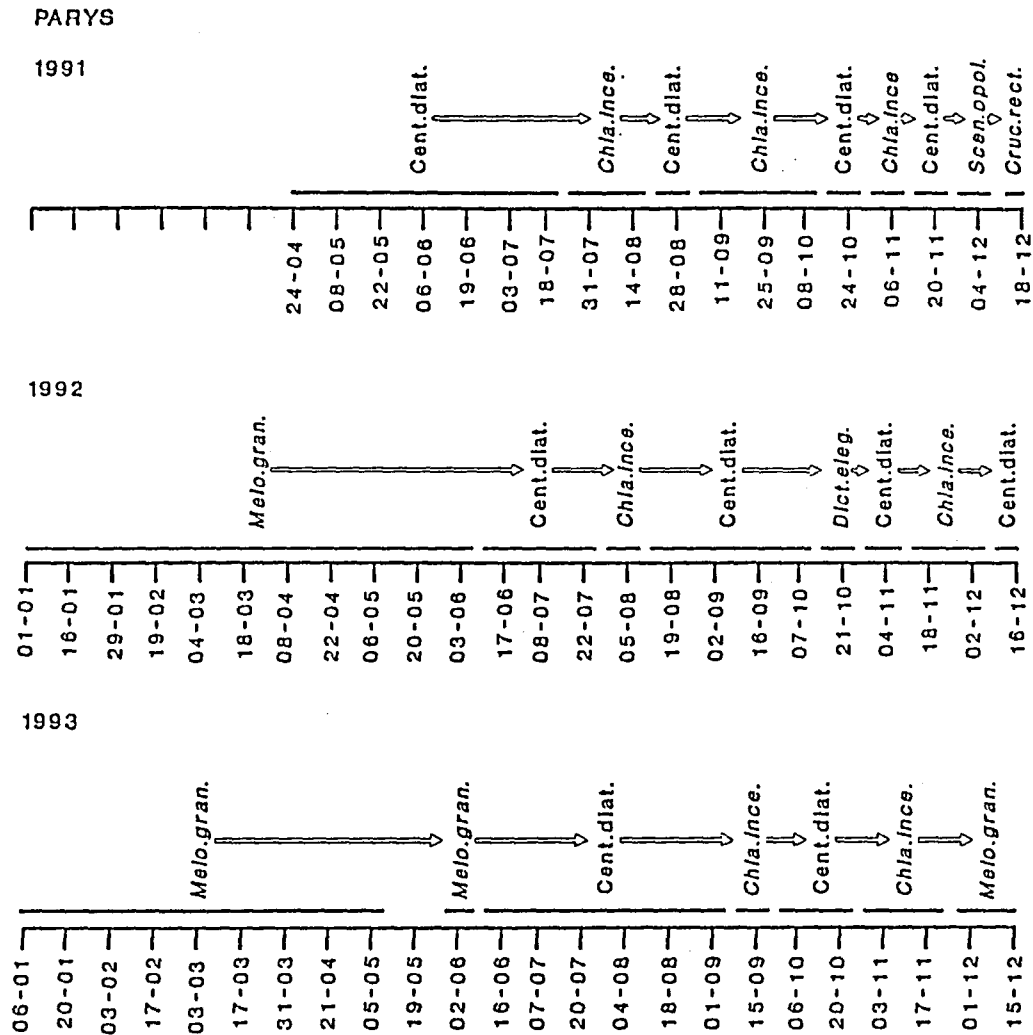 PARYS
1991
Cent.diat.
Chla.ince.
Cent.diat.
Chla.ince.
Cent.diat.
Chla.ince
Cent.diat.
Scen.opol.
Cruc.rect.
24-04
08-05
22-05
06-06
19-06
03-07
18-07
31-07
14-08
28-08
11-09
25-09
08-10
24-10
06-11
20-11
04-12
18-12
1992
Melo.gran.
Cent.diat.
Chla.ince.
Cent.diat.
Dict.eleg.
Cent.diat.
Chla.ince.
Cent.diat.
01-01
16-01
29-01
19-02
04-03
18-03
08-04
22-04
06-05
20-05
03-06
17-06
08-07
22-07
05-08
19-08
02-09
16-09
07-10
21-10
04-11
18-11
02-12
16-12
1993
Melo.gran.
Melo.gran.
Cent.diat.
Chla.ince.
Cent.diat.
Chla.ince.
Melo.gran.
06-01
20-01
03-02
17-02
03-03
17-03
31-03
21-04
05-05
19-05
02-06
16-06
07-07
20-07
04-08
18-08
01-09
15-09
06-10
20-10
03-11
17-11
01-12
15-12